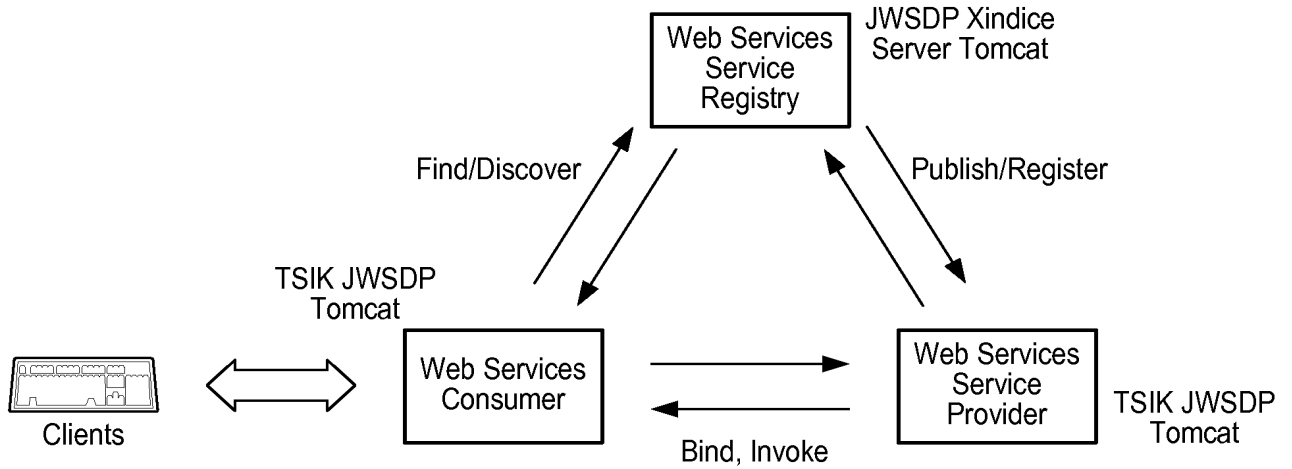 JWSDP Xindice
Server Tomcat
Web Services
Service
Registry
Find/Discover
Publish/Register
TSIK JWSDP
Tomcat
Web Services
Consumer
Web Services
Service
Provider
TSIK JWSDP
Tomcat
Clients
Bind, Invoke